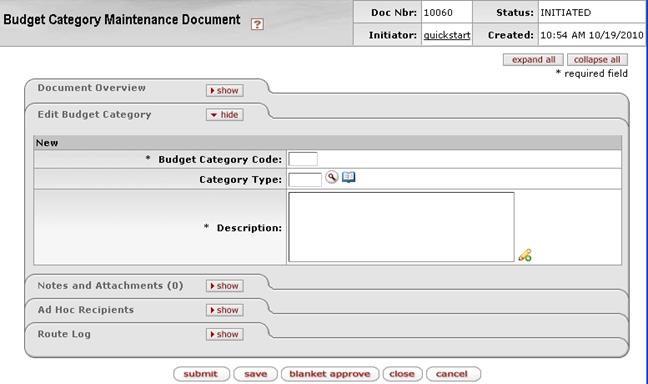 Budget Category Maintenance Document ?
Doc Nbr: 10060 Status: INITIATED
Initiator: quickstart Created: 10:54 AM 10/19/2010
expand all collapse all
* required field
Document Overview show
Edit Budget Category hide
New
* Budget Category Code:
Category Type:
* Description:
Notes and Attachments (0) show
Ad Hoc Recipients show
Route Log show
submit save blanket approve close cancel